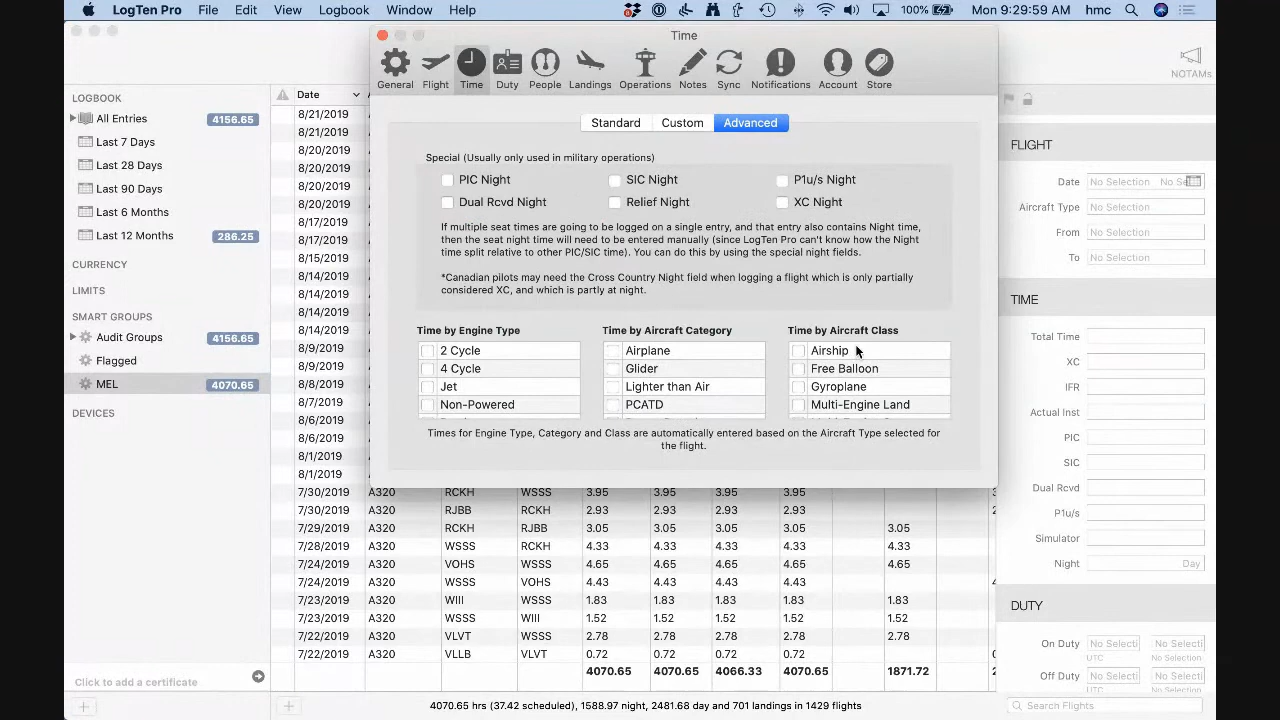 LogTen Pro File Edit View Logbook Window Help 100% Mon 9:29:59 AM hmc
Time
General Flight Time Duty People Landings Operations Notes Sync Notifications Account Store
NOTAMs
LOGBOOK
All Entries 4156.65
Last 7 Days
Last 28 Days
Last 90 Days
Last 6 Months
Last 12 Months 286.25
CURRENCY
LIMITS
SMART GROUPS
Audit Groups 4156.65
Flagged
MEL 4070.65
DEVICES
Click to add a certificate
Date
8/21/2019
8/21/2019
8/20/2019
8/20/2019
8/20/2019
8/20/2019
8/17/2019
8/17/2019
8/15/2019
8/14/2019
8/14/2019
8/14/2019
8/14/2019
8/9/2019
8/9/2019
8/8/2019
8/7/2019
8/6/2019
8/6/2019
8/1/2019
8/1/2019
Standard Custom Advanced
Special (Usually only used in military operations)
PIC Night SIC Night P1u/s Night
Dual Rcvd Night Relief Night XC Night
If multiple seat times are going to be logged on a single entry, and that entry also contains Night time,
then the seat night time will need to be entered manually (since LogTen Pro can't know how the Night
time split relative to other PIC/SIC time). You can do this by using the special night fields.
*Canadian pilots may need the Cross Country Night field when logging a flight which is only partially
considered XC, and which is partly at night.
Time by Engine Type Time by Aircraft Category Time by Aircraft Class
2 Cycle Airplane Airship
4 Cycle Glider Free Balloon
Jet Lighter than Air Gyroplane
Non-Powered PCATD Multi-Engine Land
Times for Engine Type, Category and Class are automatically entered based on the Aircraft Type selected for
the flight.
7/30/2019 A320 RCKH WSSS 3.95 3.95 3.95 3.95
7/30/2019 A320 RJBB RCKH 2.93 2.93 2.93 2.93
7/29/2019 A320 RCKH RJBB 3.05 3.05 3.05 3.05 3.05
7/28/2019 A320 WSSS RCKH 4.33 4.33 4.33 4.33 4.33
7/24/2019 A320 VOHS WSSS 4.65 4.65 4.65 4.65 4.65
7/24/2019 A320 WSSS VOHS 4.43 4.43 4.43 4.43
7/23/2019 A320 WIII WSSS 1.83 1.83 1.83 1.83 1.83
7/23/2019 A320 WSSS WIII 1.52 1.52 1.52 1.52 1.52
7/22/2019 A320 VLVT WSSS 2.78 2.78 2.78 2.78 2.78
7/22/2019 A320 VLLB VLVT 0.72 0.72 0.72 0.72
4070.65 4070.65 4066.33 4070.65 1871.72
4070.65 hrs (37.42 scheduled), 1588.97 night, 2481.68 day and 701 landings in 1429 flights
FLIGHT
Date No Selection No Se
Aircraft Type No Selection
From No Selection
To No Selection
TIME
Total Time
XC
IFR
Actual Inst
PIC
SIC
Dual Rcvd
P1u/s
Simulator
Night Day
DUTY
On Duty No Selecti No Selecti
UTC No Selection
Off Duty No Selecti No Selecti
UTC No Selection
Search Flights